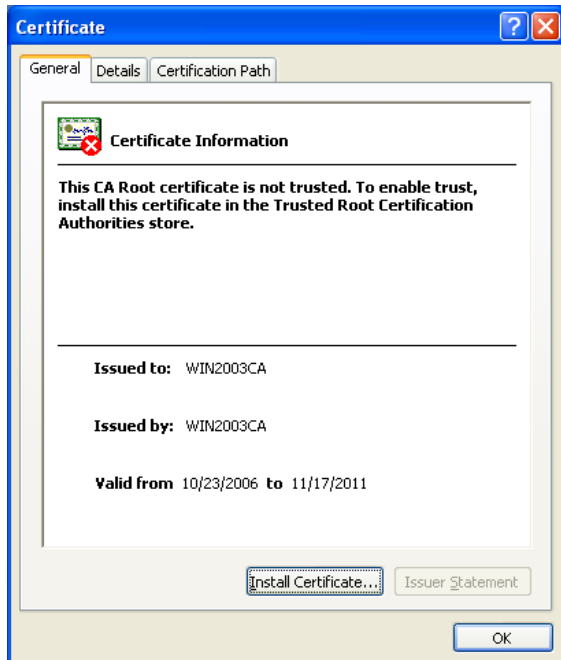 Certificate
General Details Certification Path
Certificate Information
This CA Root certificate is not trusted. To enable trust,
install this certificate in the Trusted Root Certification
Authorities store.
Issued to: WIN2003CA
Issued by: WIN2003CA
Valid from 10/23/2006 to 11/17/2011
Install Certificate... Issuer Statement
OK